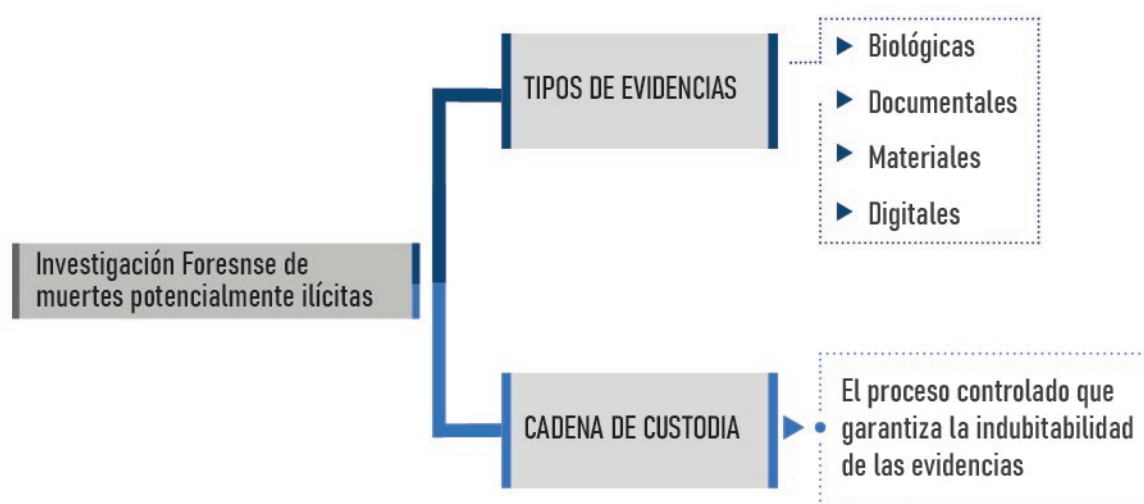 Investigación Foresnse de
muertes potencialmente ilícitas
TIPOS DE EVIDENCIAS
Biológicas
Documentales
Materiales
Digitales
CADENA DE CUSTODIA
El proceso controlado que
garantiza la indubitabilidad
de las evidencias